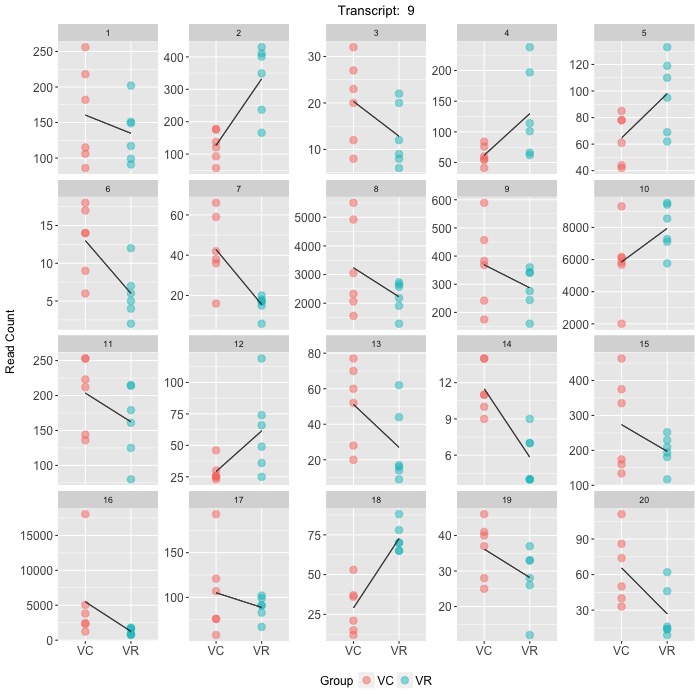 Transcript: 9
1 2 3 4 5
250 200 150 100
400 300 200 100
30 20 10
200 150 100 50
120 100 80 60 40
6 7 8 9 10
15 10 5
60 40 20
5000 4000 3000 2000
600 500 400 300 200
8000 6000 4000 2000
11 12 13 14 15
250 200 150 100
100 75 50 25
80 60 40 20
12 9 6
400 300 200 100
16 17 18 19 20
15000 10000 5000 0
150 100
75 50 25
40 30 20
90 60 30
VC VR VC VR VC VR VC VR VC VR
Read Count
Group VC VR